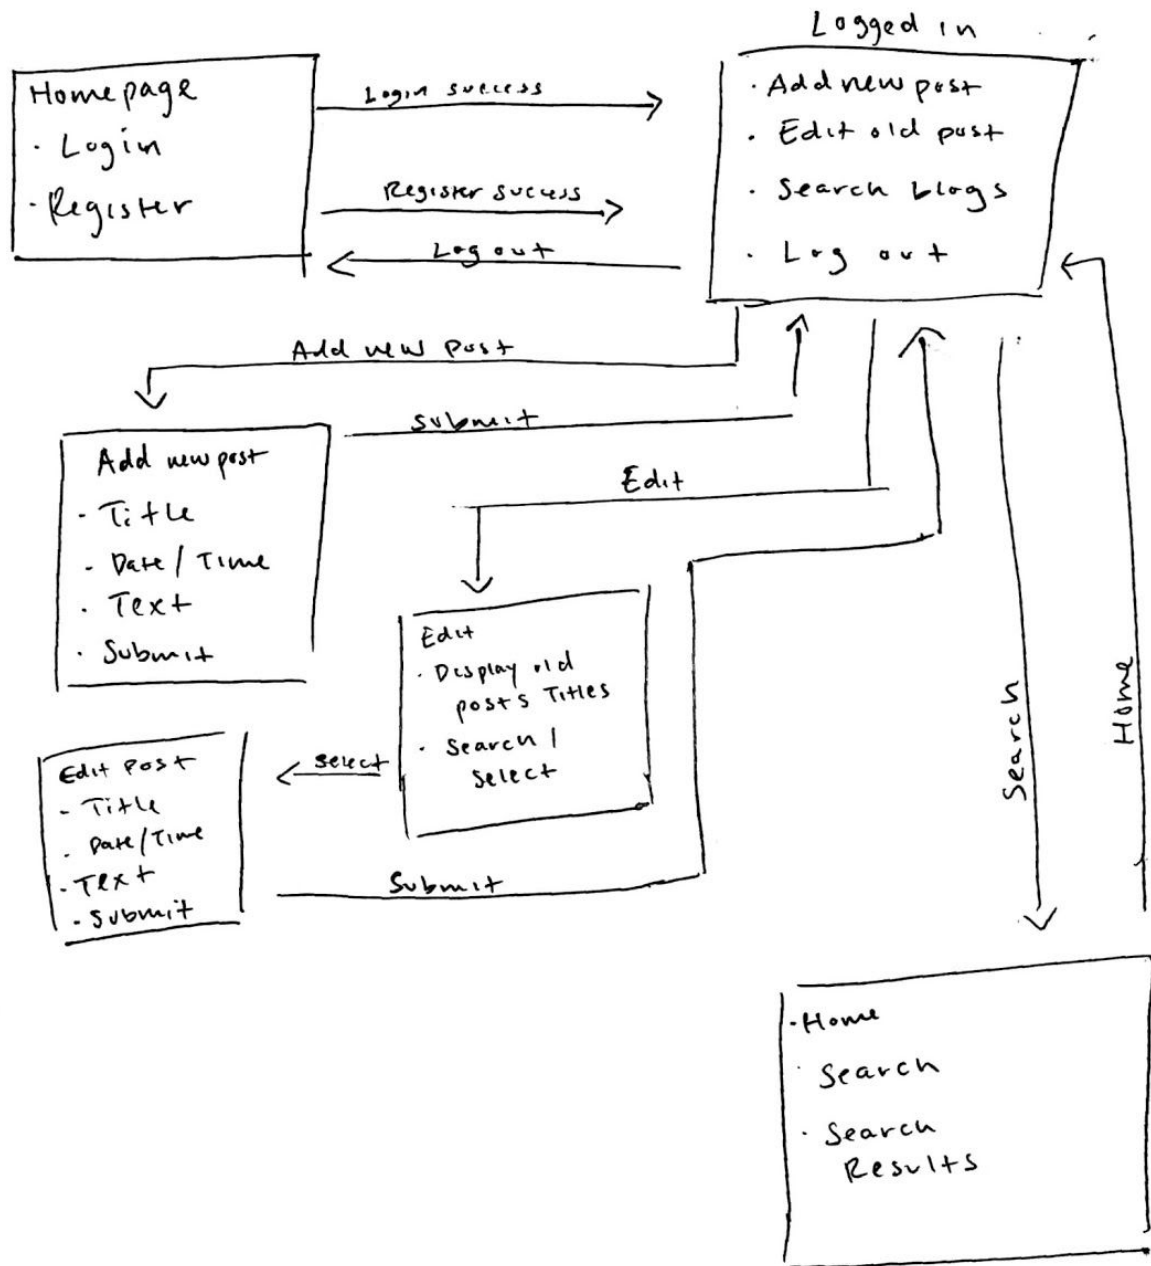 Logged in
Homepage
· Login
· Register
Login success
Register success
Log out
· Add new post
· Edit old post
· Search blogs
· Log out
Add new post
Submit
Add new post
· Title
· Date / Time
· Text
· Submit
Edit
Edit
· Display old
posts Titles
· Search /
Select
Select
Edit Post
· Title
· Date/Time
· Text
· Submit
Submit
Search
Home
· Home
· Search
· Search
Results